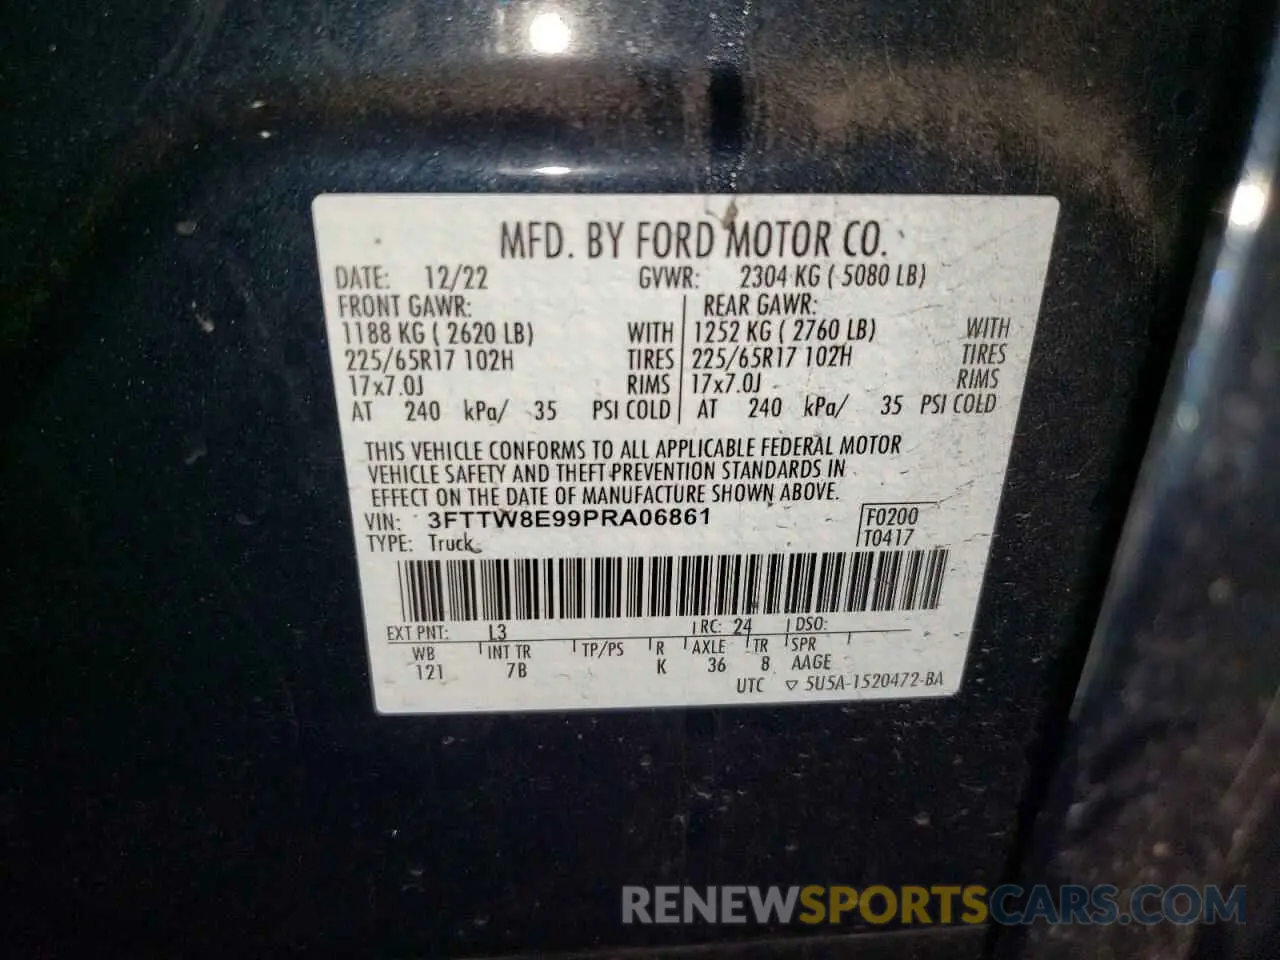 MFD. BY FORD MOTOR CO.
DATE: 12/22 GVWR: 2304 KG ( 5080 LB)
FRONT GAWR: REAR GAWR:
1188 KG ( 2620 LB) WITH 1252 KG ( 2760 LB) WITH
225/65R17 102H TIRES 225/65R17 102H TIRES
17x7.0J RIMS 17x7.0J RIMS
AT 240 kPa/ 35 PSI COLD AT 240 kPa/ 35 PSI COLD
THIS VEHICLE CONFORMS TO ALL APPLICABLE FEDERAL MOTOR
VEHICLE SAFETY AND THEFT PREVENTION STANDARDS IN
EFFECT ON THE DATE OF MANUFACTURE SHOWN ABOVE.
VIN: 3FTTW8E99PRA06861 F0200
TYPE: Truck T0417
EXT PNT: L3 RC: 24 DSO:
WB INT TR TP/PS R AXLE TR SPR
121 7B K 36 8 AAGE
UTC ▽ 5U5A-1520472-BA
RENEWSPORTSCARS.COM